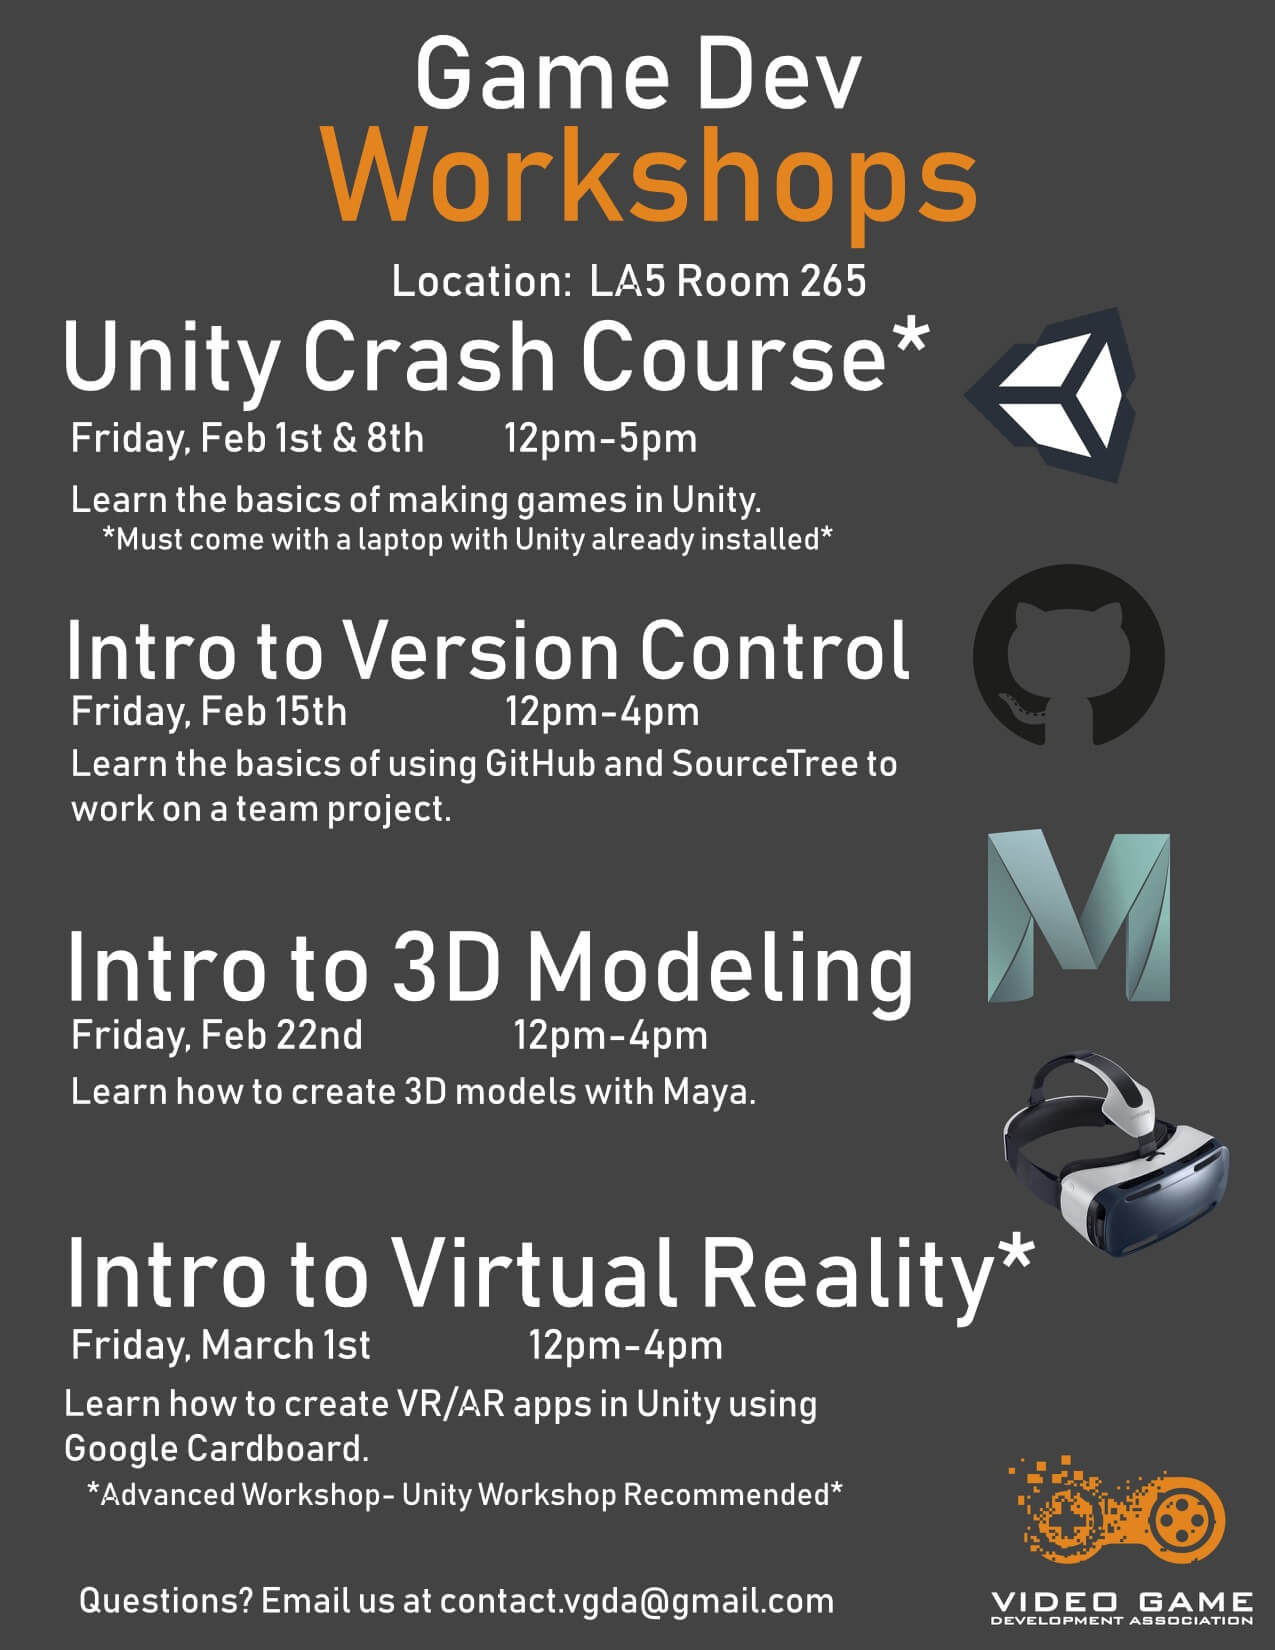 Game Dev
Workshops
Location: LA5 Room 265
Unity Crash Course*
Friday, Feb 1st & 8th 12pm-5pm
Learn the basics of making games in Unity.
*Must come with a laptop with Unity already installed*
Intro to Version Control
Friday, Feb 15th 12pm-4pm
Learn the basics of using GitHub and SourceTree to
work on a team project.
Intro to 3D Modeling
Friday, Feb 22nd 12pm-4pm
Learn how to create 3D models with Maya.
Intro to Virtual Reality*
Friday, March 1st 12pm-4pm
Learn how to create VR/AR apps in Unity using
Google Cardboard.
*Advanced Workshop- Unity Workshop Recommended*
Questions? Email us at contact.vgda@gmail.com
VIDEO GAME
DEVELOPMENT ASSOCIATION